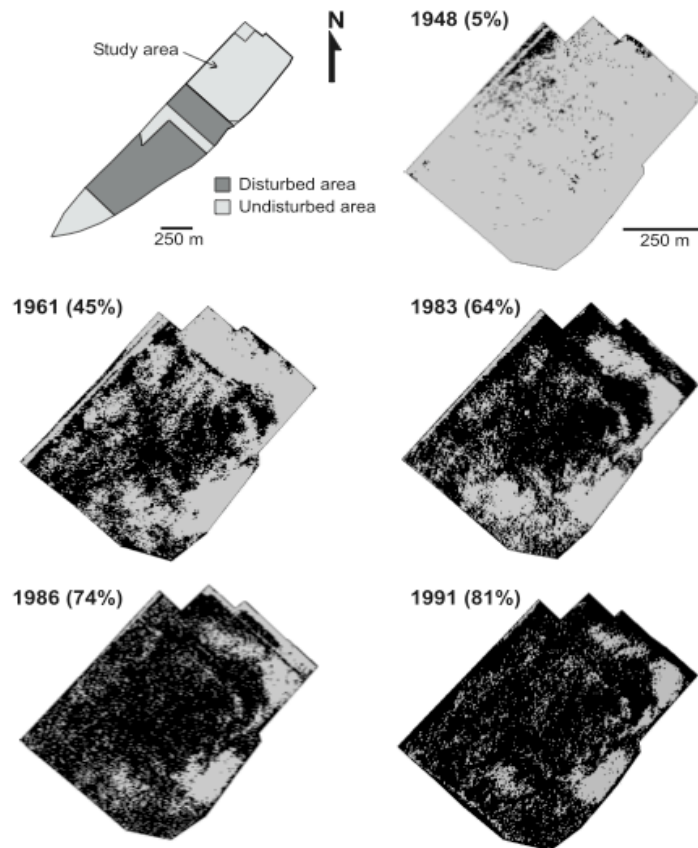 N
1948 (5%)
Study area
Disturbed area
Undisturbed area
250 m
250 m
1961 (45%)
1983 (64%)
1986 (74%)
1991 (81%)